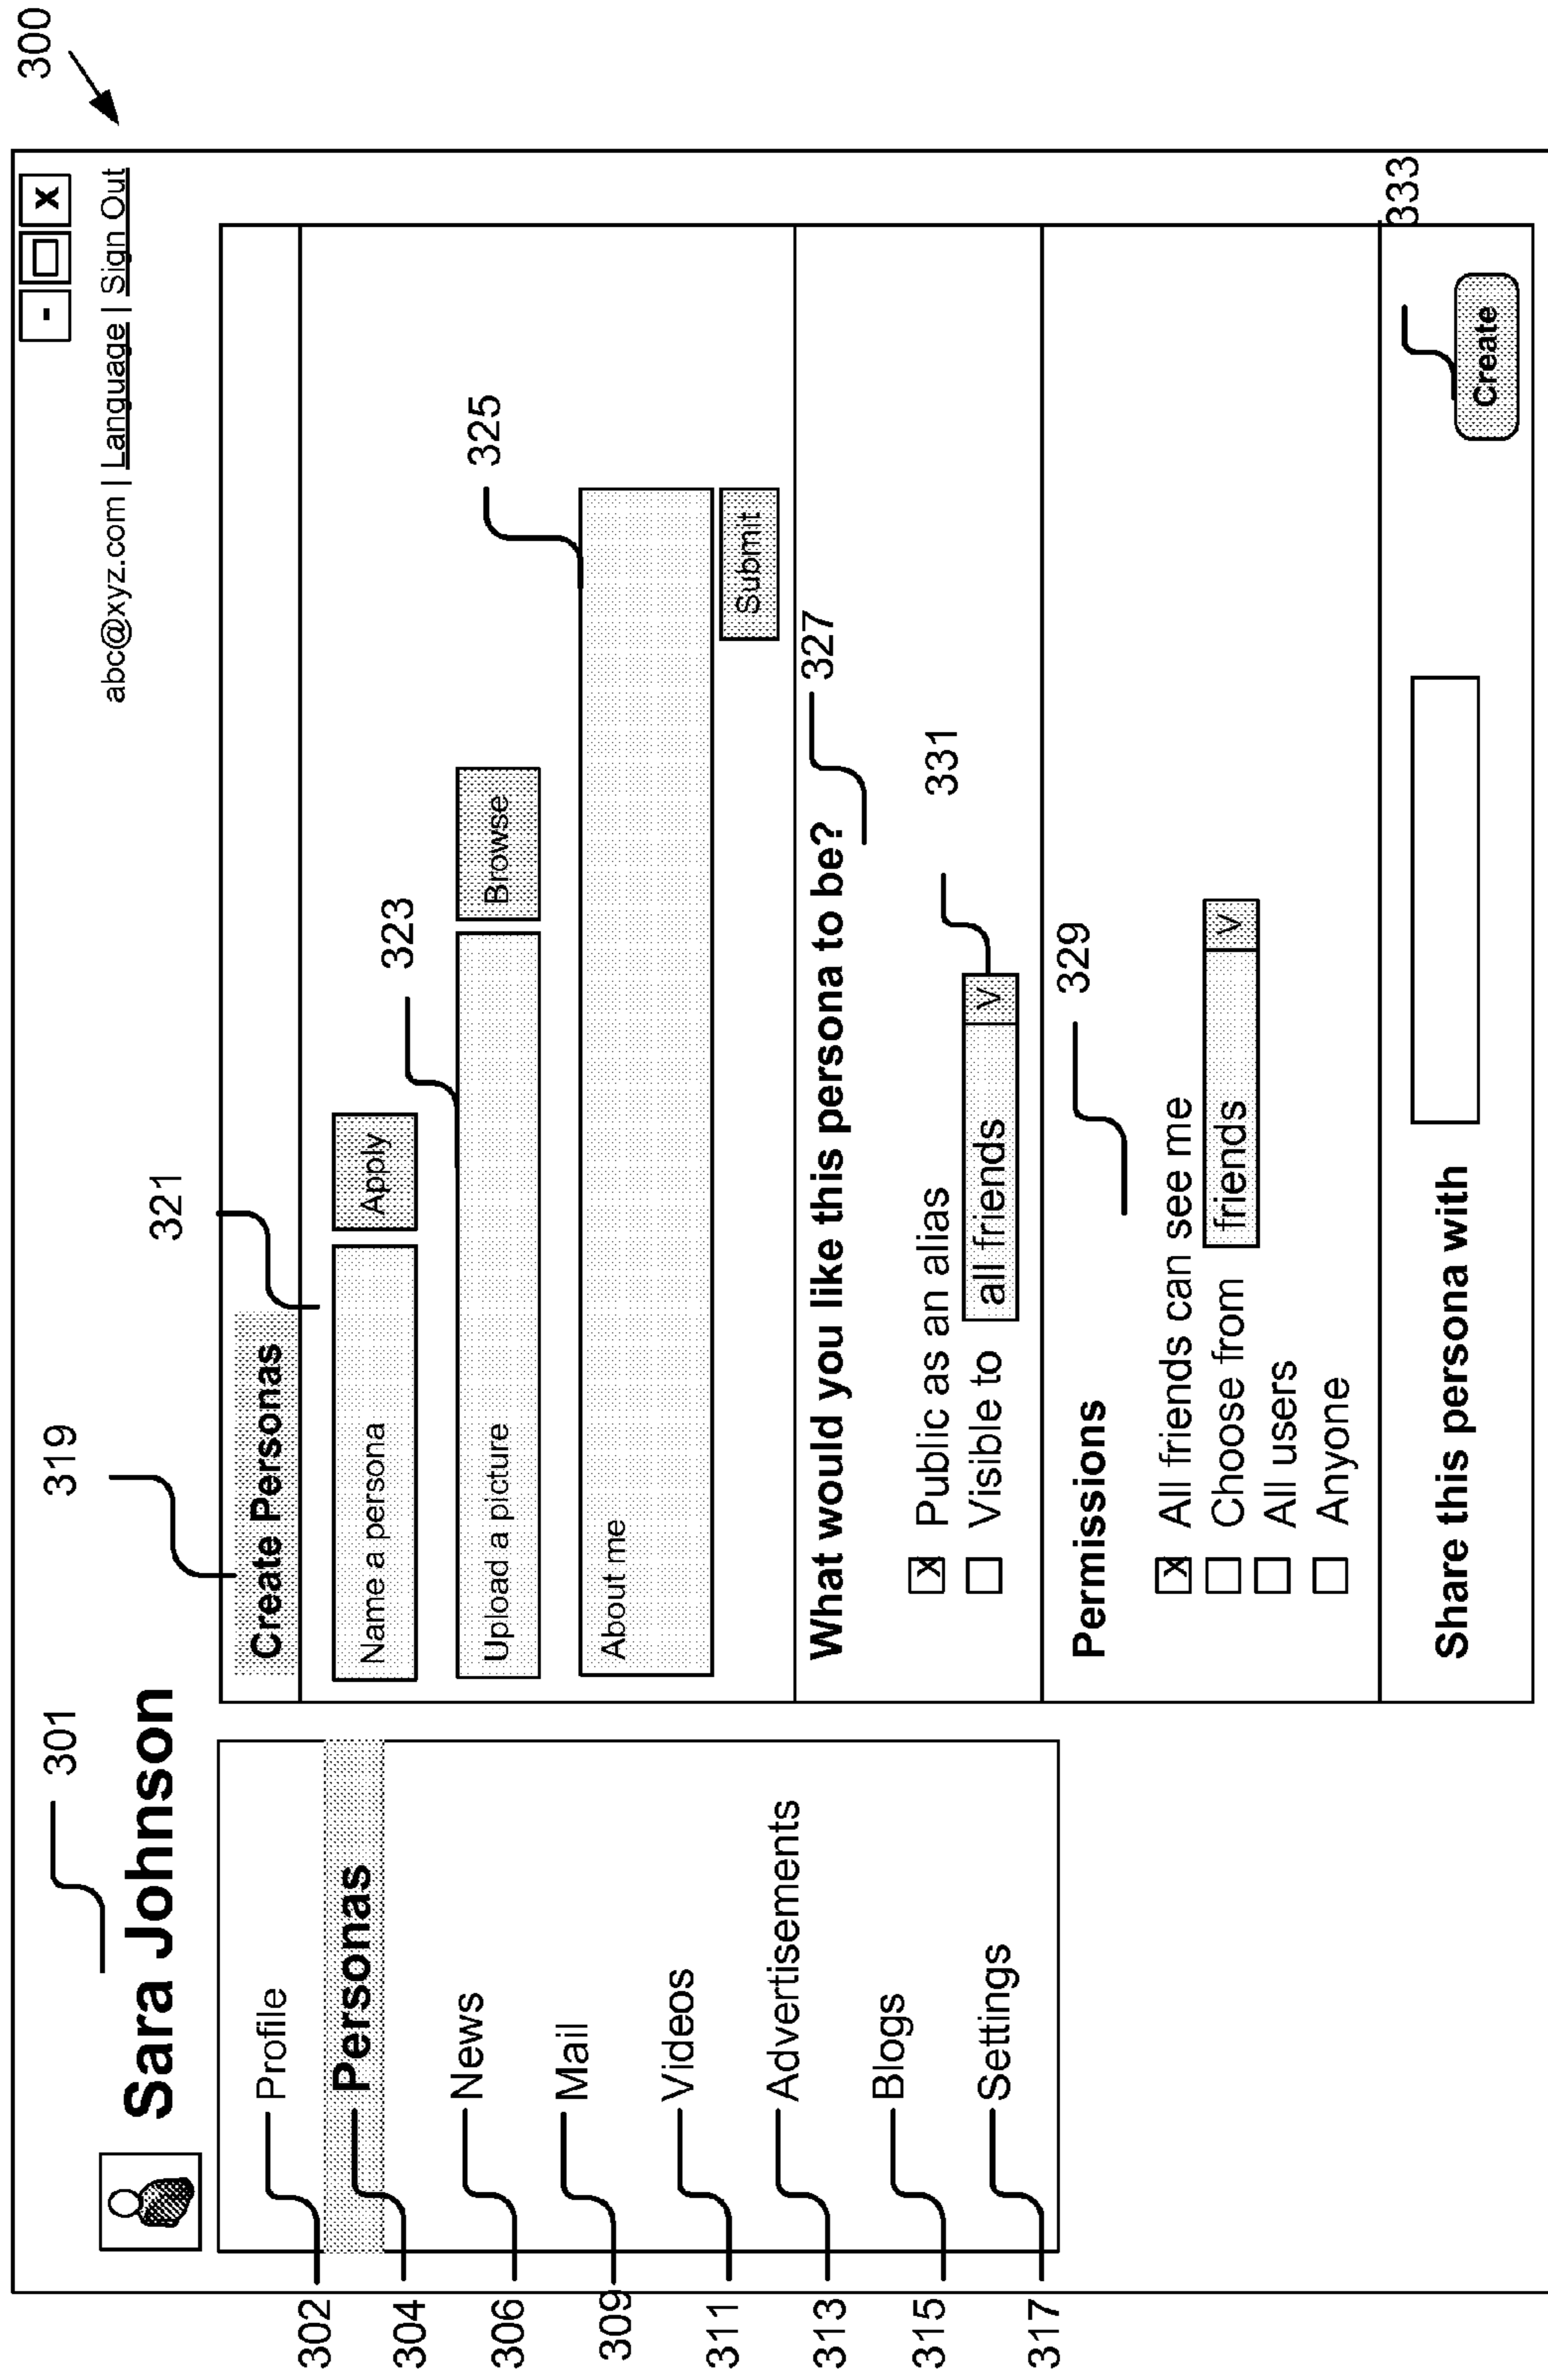 300
- □ X
abc@xyz.com | Language | Sign Out
301
Sara Johnson
302 Profile
304 Personas
306 News
309 Mail
311 Videos
313 Advertisements
315 Blogs
317 Settings
319
Create Personas
321
Name a persona Apply
323
Upload a picture Browse
325
About me
Submit
327
What would you like this persona to be?
X Public as an alias
331
Visible to all friends V
329
Permissions
X All friends can see me
Choose from friends V
All users
Anyone
333
Share this persona with Create